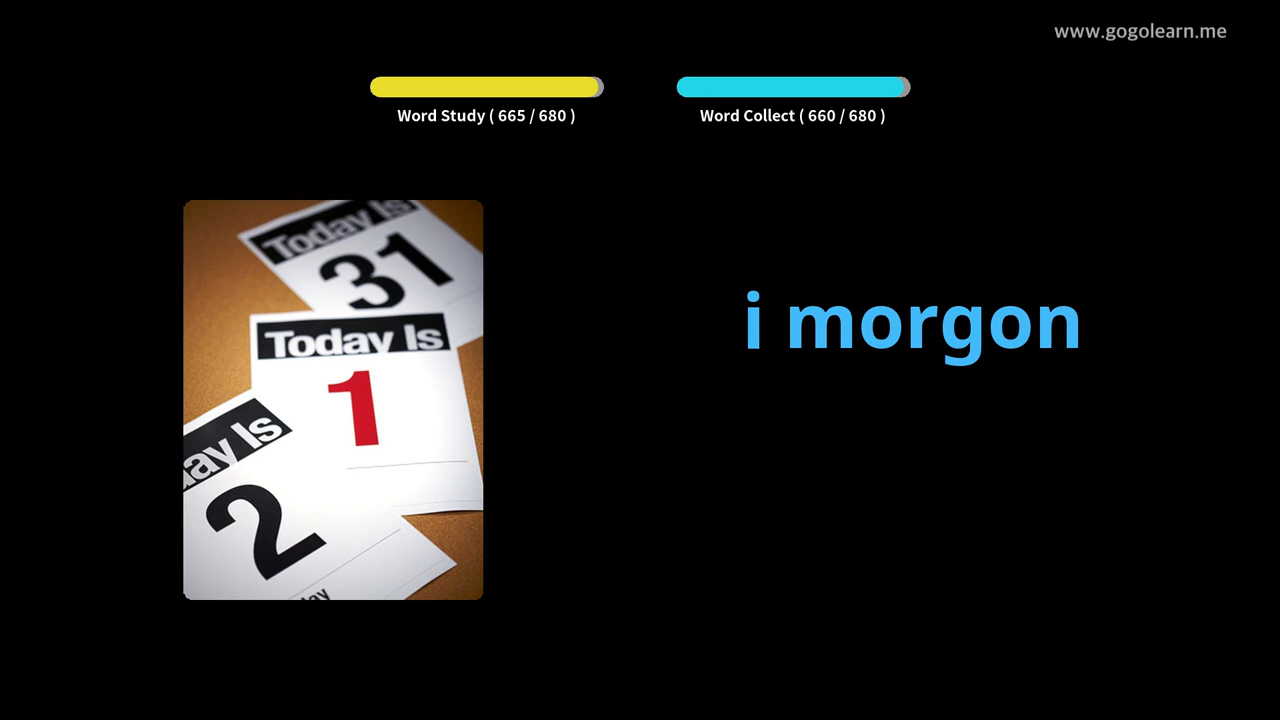 www.gogolearn.me
Word Study ( 665 / 680 )
Word Collect ( 660 / 680 )
Today Is
31
Today Is
1
ay Is
2
i morgon